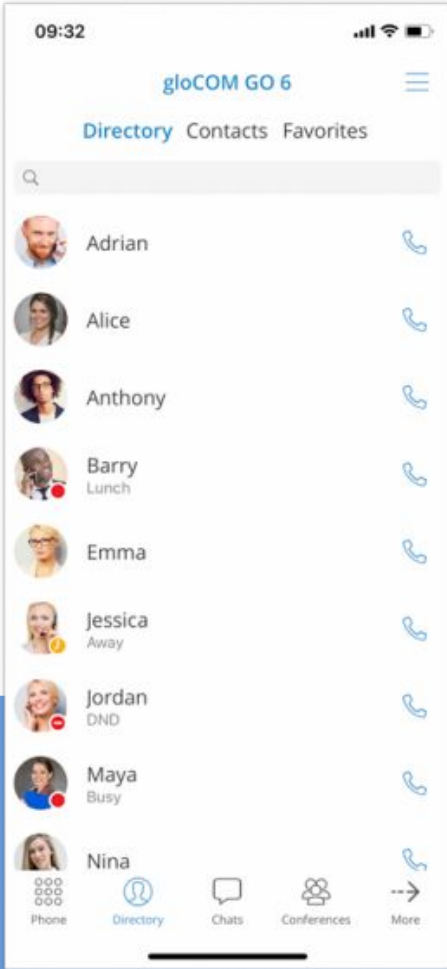 09:32
gloCOM GO 6
Directory Contacts Favorites
Adrian
Alice
Anthony
Barry
Lunch
Emma
Jessica
Away
Jordan
DND
Maya
Busy
Nina
Phone Directory Chats Conferences More